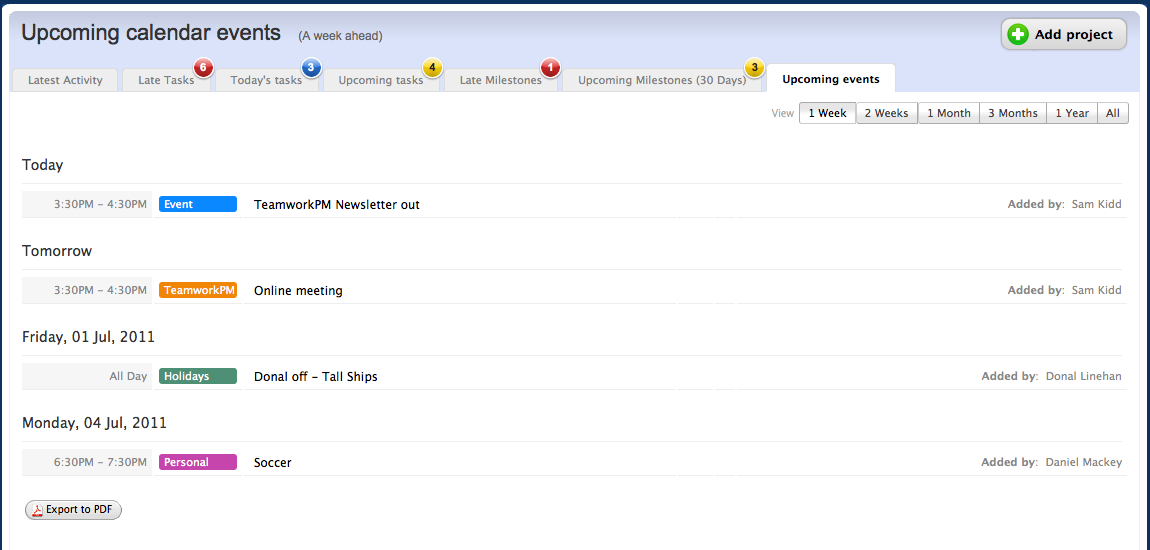 Upcoming calendar events (A week ahead)
Add project
Latest Activity Late Tasks 6 Today's tasks 3 Upcoming tasks 4 Late Milestones 1 Upcoming Milestones (30 Days) 3 Upcoming events
View 1 Week 2 Weeks 1 Month 3 Months 1 Year All
Today
3:30PM – 4:30PM Event TeamworkPM Newsletter out Added by: Sam Kidd
Tomorrow
3:30PM – 4:30PM TeamworkPM Online meeting Added by: Sam Kidd
Friday, 01 Jul, 2011
All Day Holidays Donal off – Tall Ships Added by: Donal Linehan
Monday, 04 Jul, 2011
6:30PM – 7:30PM Personal Soccer Added by: Daniel Mackey
Export to PDF